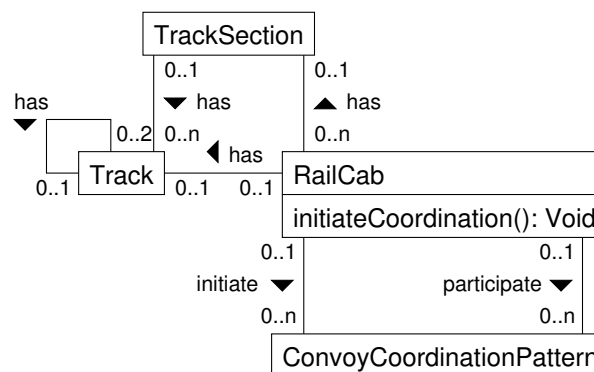 TrackSection
0..1 0..1
has has has
0..2 0..n 0..n
has
Track RailCab
0..1 0..1 0..1
initiateCoordination(): Void
0..1 0..1
initiate participate
0..n 0..n
ConvoyCoordinationPattern